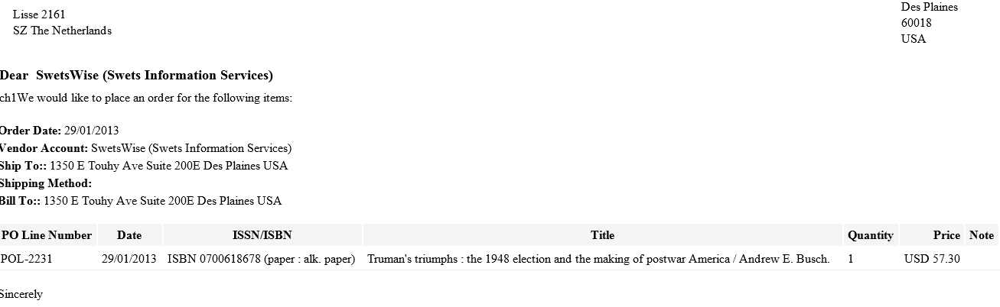 Lisse 2161
SZ The Netherlands
Des Plaines
60018
USA
Dear SwetsWise (Swets Information Services)
ch1We would like to place an order for the following items:
Order Date: 29/01/2013
Vendor Account: SwetsWise (Swets Information Services)
Ship To:: 1350 E Touhy Ave Suite 200E Des Plaines USA
Shipping Method:
Bill To:: 1350 E Touhy Ave Suite 200E Des Plaines USA
PO Line Number Date ISSN/ISBN Title Quantity Price Note
POL-2231 29/01/2013 ISBN 0700618678 (paper : alk. paper) Truman's triumphs : the 1948 election and the making of postwar America / Andrew E. Busch. 1 USD 57.30
Sincerely